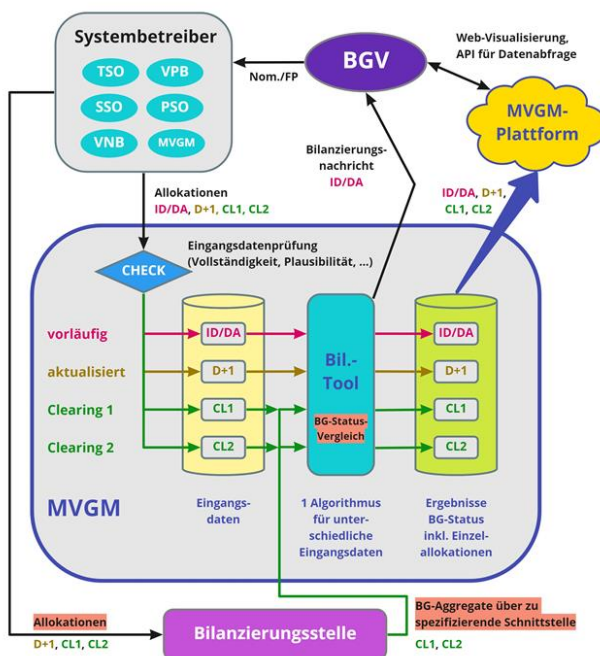 Systembetreiber
TSO
VPB
SSO
PSO
VNB
MVGM
Nom./FP
BGV
Web-Visualisierung,
API für Datenabfrage
MVGM-
Plattform
Bilanzierungs-
nachricht
ID/DA
Allokationen
ID/DA, D+1, CL1, CL2
ID/DA, D+1,
CL1, CL2
Eingangsdatenprüfung
(Vollständigkeit, Plausibilität, ...)
CHECK
vorläufig
ID/DA
ID/DA
aktualisiert
D+1
D+1
Clearing 1
CL1
CL1
Clearing 2
CL2
CL2
Bil.-
Tool
BG-Status-
Vergleich
MVGM
Eingangs-
daten
1 Algorithmus
für unter-
schiedliche
Eingangsdaten
Ergebnisse
BG-Status
inkl. Einzel-
allokationen
Allokationen
D+1, CL1, CL2
Bilanzierungsstelle
BG-Aggregate über zu
spezifizierende Schnittstelle
CL1, CL2